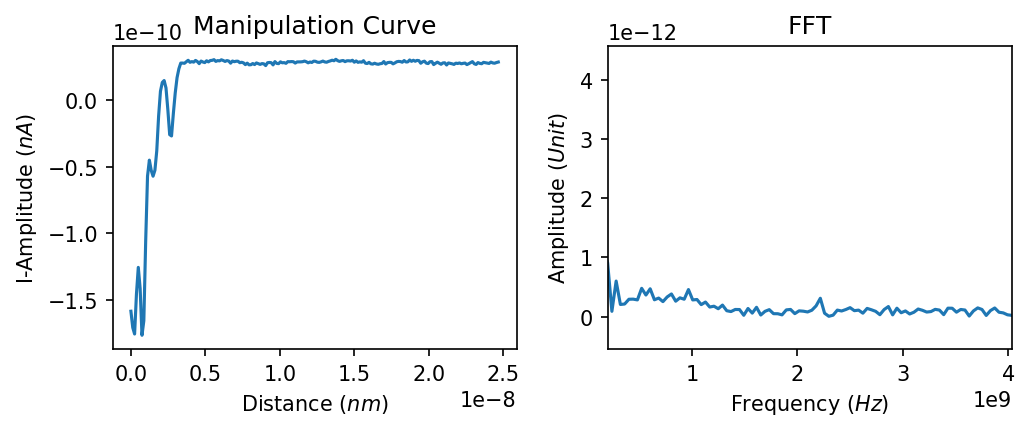 Manipulation Curve
1e−10
I-Amplitude (nA)
0.0
−0.5
−1.0
−1.5
0.0 0.5 1.0 1.5 2.0 2.5
Distance (nm)
1e−8
FFT
1e−12
Amplitude (Unit)
4
3
2
1
0
1 2 3 4
Frequency (Hz)
1e9